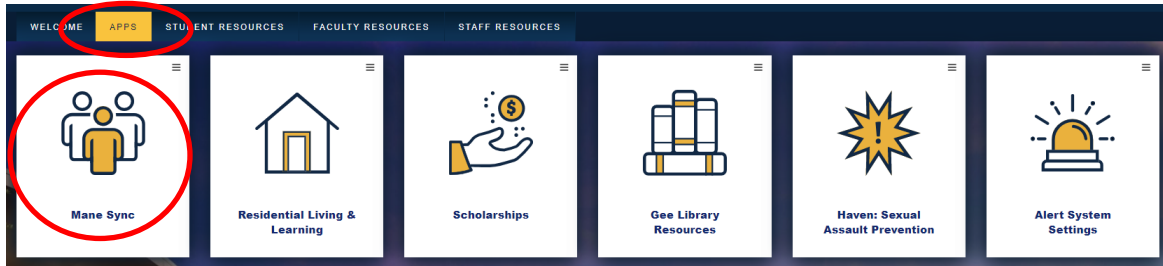 WELCOME APPS STUDENT RESOURCES FACULTY RESOURCES STAFF RESOURCES
Mane Sync
Residential Living &
Learning
$
Scholarships
Gee Library
Resources
!
Haven: Sexual
Assault Prevention
Alert System
Settings